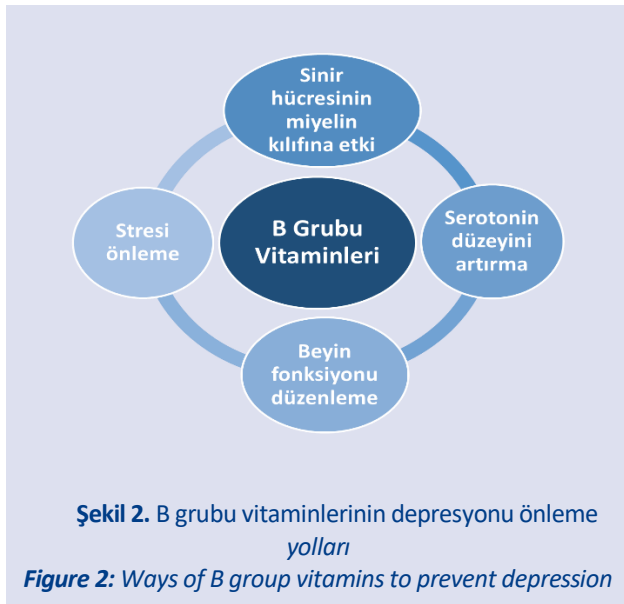 Sinir
hücresinin
miyelin
kılıfına etki
Stresi
önleme
B Grubu
Vitaminleri
Serotonin
düzeyini
artırma
Beyin
fonksiyonu
düzenleme
Şekil 2. B grubu vitaminlerinin depresyonu önleme
yolları
Figure 2: Ways of B group vitamins to prevent depression